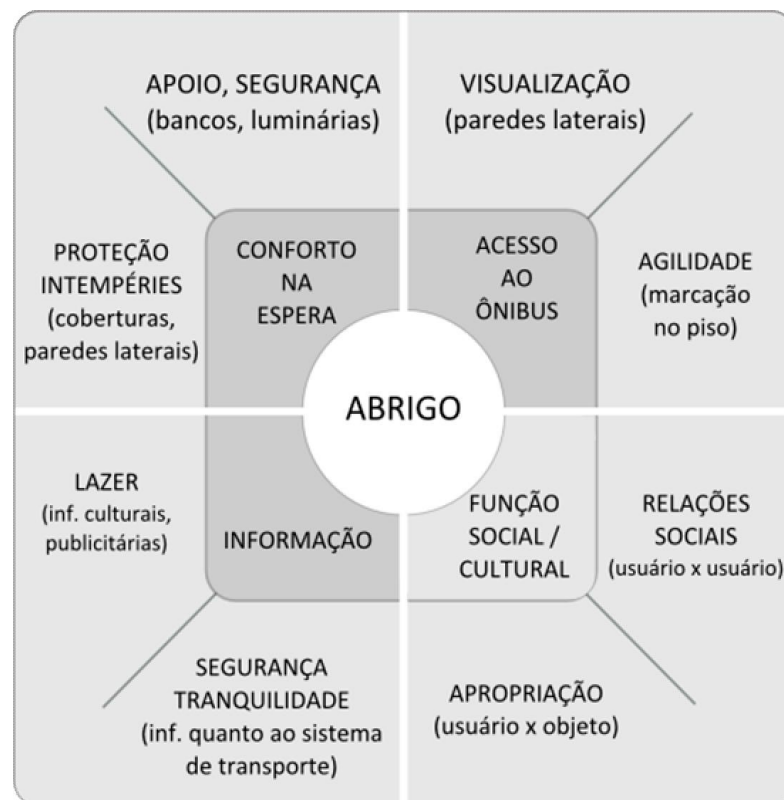 APOIO, SEGURANÇA
(bancos, luminárias)
VISUALIZAÇÃO
(paredes laterais)
PROTEÇÃO
INTEMPÉRIES
(coberturas,
paredes laterais)
CONFORTO
NA
ESPERA
ACESSO
AO
ÔNIBUS
AGILIDADE
(marcação
no piso)
ABRIGO
LAZER
(inf. culturais,
publicitárias)
INFORMAÇÃO
FUNÇÃO
SOCIAL /
CULTURAL
RELAÇÕES
SOCIAIS
(usuário x usuário)
SEGURANÇA
TRANQUILIDADE
(inf. quanto ao sistema
de transporte)
APROPRIAÇÃO
(usuário x objeto)